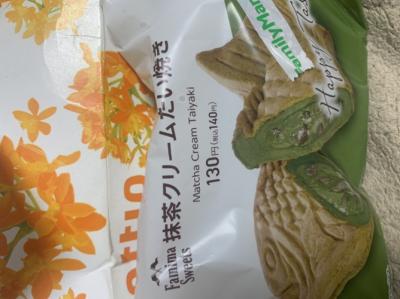 Famima
Sweets
抹茶クリームたい焼き
Matcha Cream Taiyaki
130円(税込140円)
FamilyMart
Happy